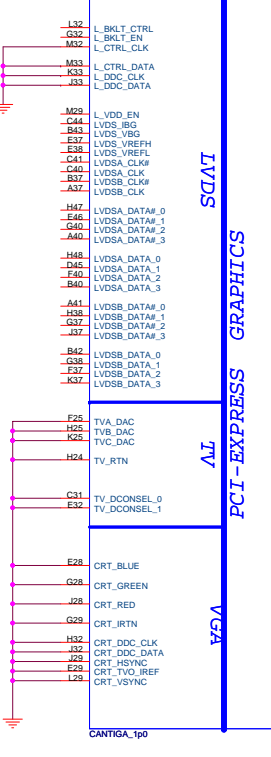 L32 L_BKLT_CTRL
G32 L_BKLT_EN
M32 L_CTRL_CLK
M33 L_CTRL_DATA
K33 L_DDC_CLK
J33 L_DDC_DATA
M29 L_VDD_EN
C44 LVDS_IBG
B43 LVDS_VBG
E37 LVDS_VREFH
E38 LVDS_VREFL
C41 LVDSA_CLK#
C40 LVDSA_CLK
B37 LVDSB_CLK#
A37 LVDSB_CLK
H47 LVDSA_DATA#_0
E46 LVDSA_DATA#_1
G40 LVDSA_DATA#_2
A40 LVDSA_DATA#_3
H48 LVDSA_DATA_0
D45 LVDSA_DATA_1
F40 LVDSA_DATA_2
B40 LVDSA_DATA_3
A41 LVDSB_DATA#_0
H38 LVDSB_DATA#_1
G37 LVDSB_DATA#_2
J37 LVDSB_DATA#_3
B42 LVDSB_DATA_0
G38 LVDSB_DATA_1
F37 LVDSB_DATA_2
K37 LVDSB_DATA_3
LVDS
F25 TVA_DAC
H25 TVB_DAC
K25 TVC_DAC
H24 TV_RTN
C31 TV_DCONSEL_0
E32 TV_DCONSEL_1
TV
E28 CRT_BLUE
G28 CRT_GREEN
J28 CRT_RED
G29 CRT_IRTN
H32 CRT_DDC_CLK
J32 CRT_DDC_DATA
J29 CRT_HSYNC
E29 CRT_TVO_IREF
L29 CRT_VSYNC
VGA
PCI-EXPRESS GRAPHICS
CANTIGA_1p0